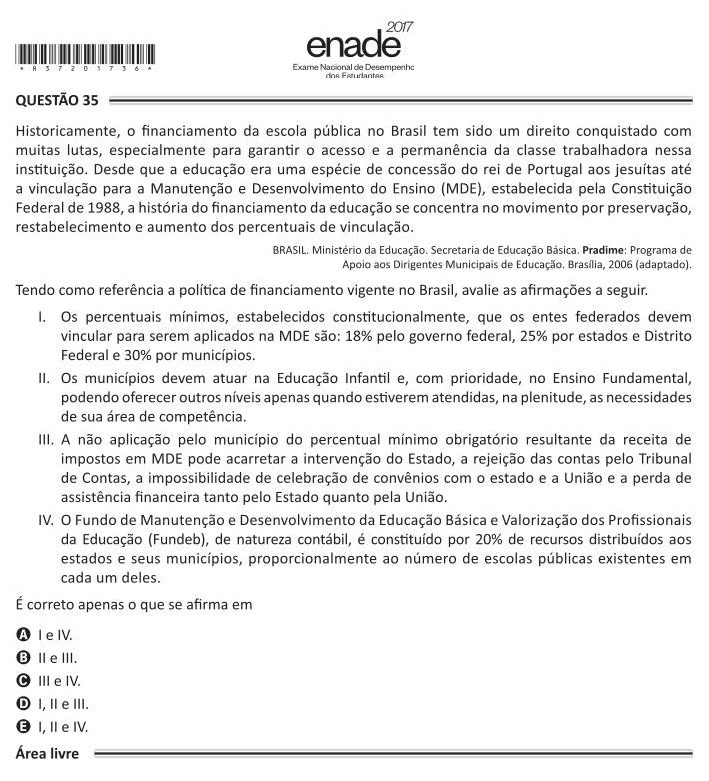 enade 2017
Exame Nacional de Desempenho
dos Estudantes
*R3720173​6*
QUESTÃO 35
Historicamente, o financiamento da escola pública no Brasil tem sido um direito conquistado com
muitas lutas, especialmente para garantir o acesso e a permanência da classe trabalhadora nessa
instituição. Desde que a educação era uma espécie de concessão do rei de Portugal aos jesuítas até
a vinculação para a Manutenção e Desenvolvimento do Ensino (MDE), estabelecida pela Constituição
Federal de 1988, a história do financiamento da educação se concentra no movimento por preservação,
restabelecimento e aumento dos percentuais de vinculação.
BRASIL. Ministério da Educação. Secretaria de Educação Básica. Pradime: Programa de
Apoio aos Dirigentes Municipais de Educação. Brasília, 2006 (adaptado).
Tendo como referência a política de financiamento vigente no Brasil, avalie as afirmações a seguir.
I. Os percentuais mínimos, estabelecidos constitucionalmente, que os entes federados devem
vincular para serem aplicados na MDE são: 18% pelo governo federal, 25% por estados e Distrito
Federal e 30% por municípios.
II. Os municípios devem atuar na Educação Infantil e, com prioridade, no Ensino Fundamental,
podendo oferecer outros níveis apenas quando estiverem atendidas, na plenitude, as necessidades
de sua área de competência.
III. A não aplicação pelo município do percentual mínimo obrigatório resultante da receita de
impostos em MDE pode acarretar a intervenção do Estado, a rejeição das contas pelo Tribunal
de Contas, a impossibilidade de celebração de convênios com o estado e a União e a perda de
assistência financeira tanto pelo Estado quanto pela União.
IV. O Fundo de Manutenção e Desenvolvimento da Educação Básica e Valorização dos Profissionais
da Educação (Fundeb), de natureza contábil, é constituído por 20% de recursos distribuídos aos
estados e seus municípios, proporcionalmente ao número de escolas públicas existentes em
cada um deles.
É correto apenas o que se afirma em
A I e IV.
B II e III.
C III e IV.
D I, II e III.
E I, II e IV.
Área livre